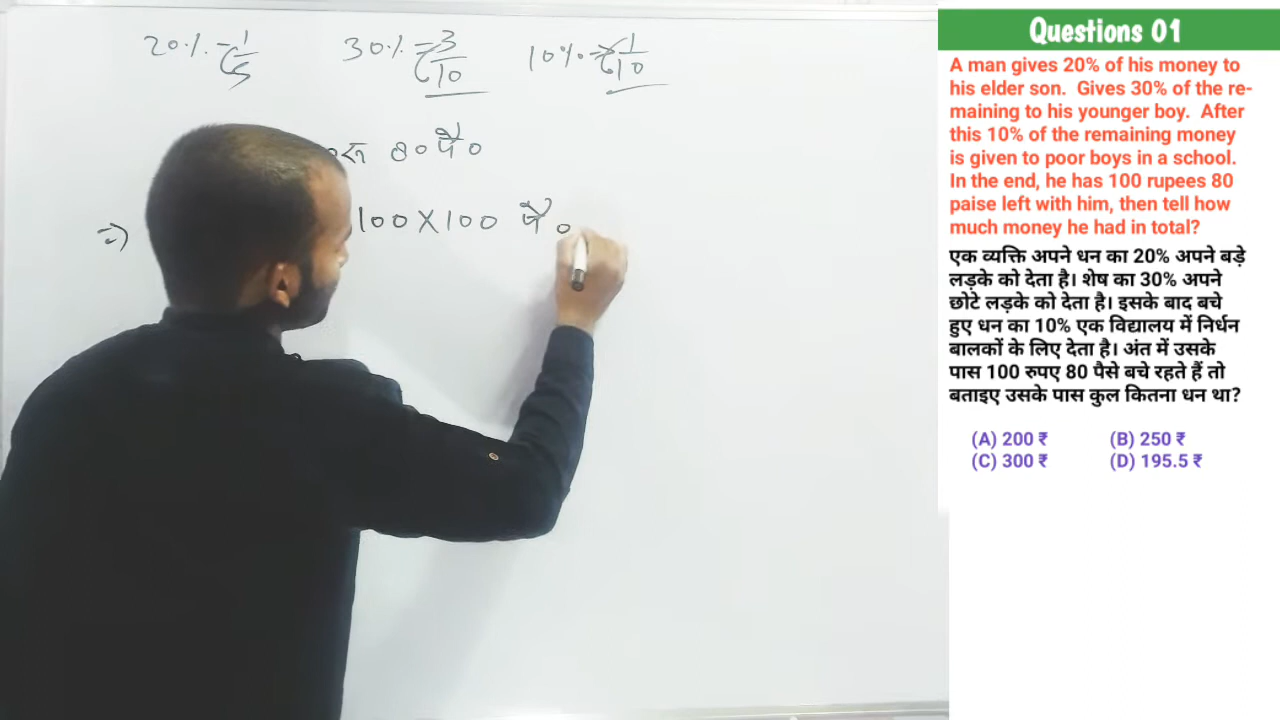 20% = 1/5 30% = 3/10 10% = 1/10
80 पै०
=> 100 X 100 पै०
Questions 01
A man gives 20% of his money to
his elder son. Gives 30% of the re-
maining to his younger boy. After
this 10% of the remaining money
is given to poor boys in a school.
In the end, he has 100 rupees 80
paise left with him, then tell how
much money he had in total?
एक व्यक्ति अपने धन का 20% अपने बड़े
लड़के को देता है। शेष का 30% अपने
छोटे लड़के को देता है। इसके बाद बचे
हुए धन का 10% एक विद्यालय में निर्धन
बालकों के लिए देता है। अंत में उसके
पास 100 रुपए 80 पैसे बचे रहते हैं तो
बताइए उसके पास कुल कितना धन था?
(A) 200 ₹ (B) 250 ₹
(C) 300 ₹ (D) 195.5 ₹